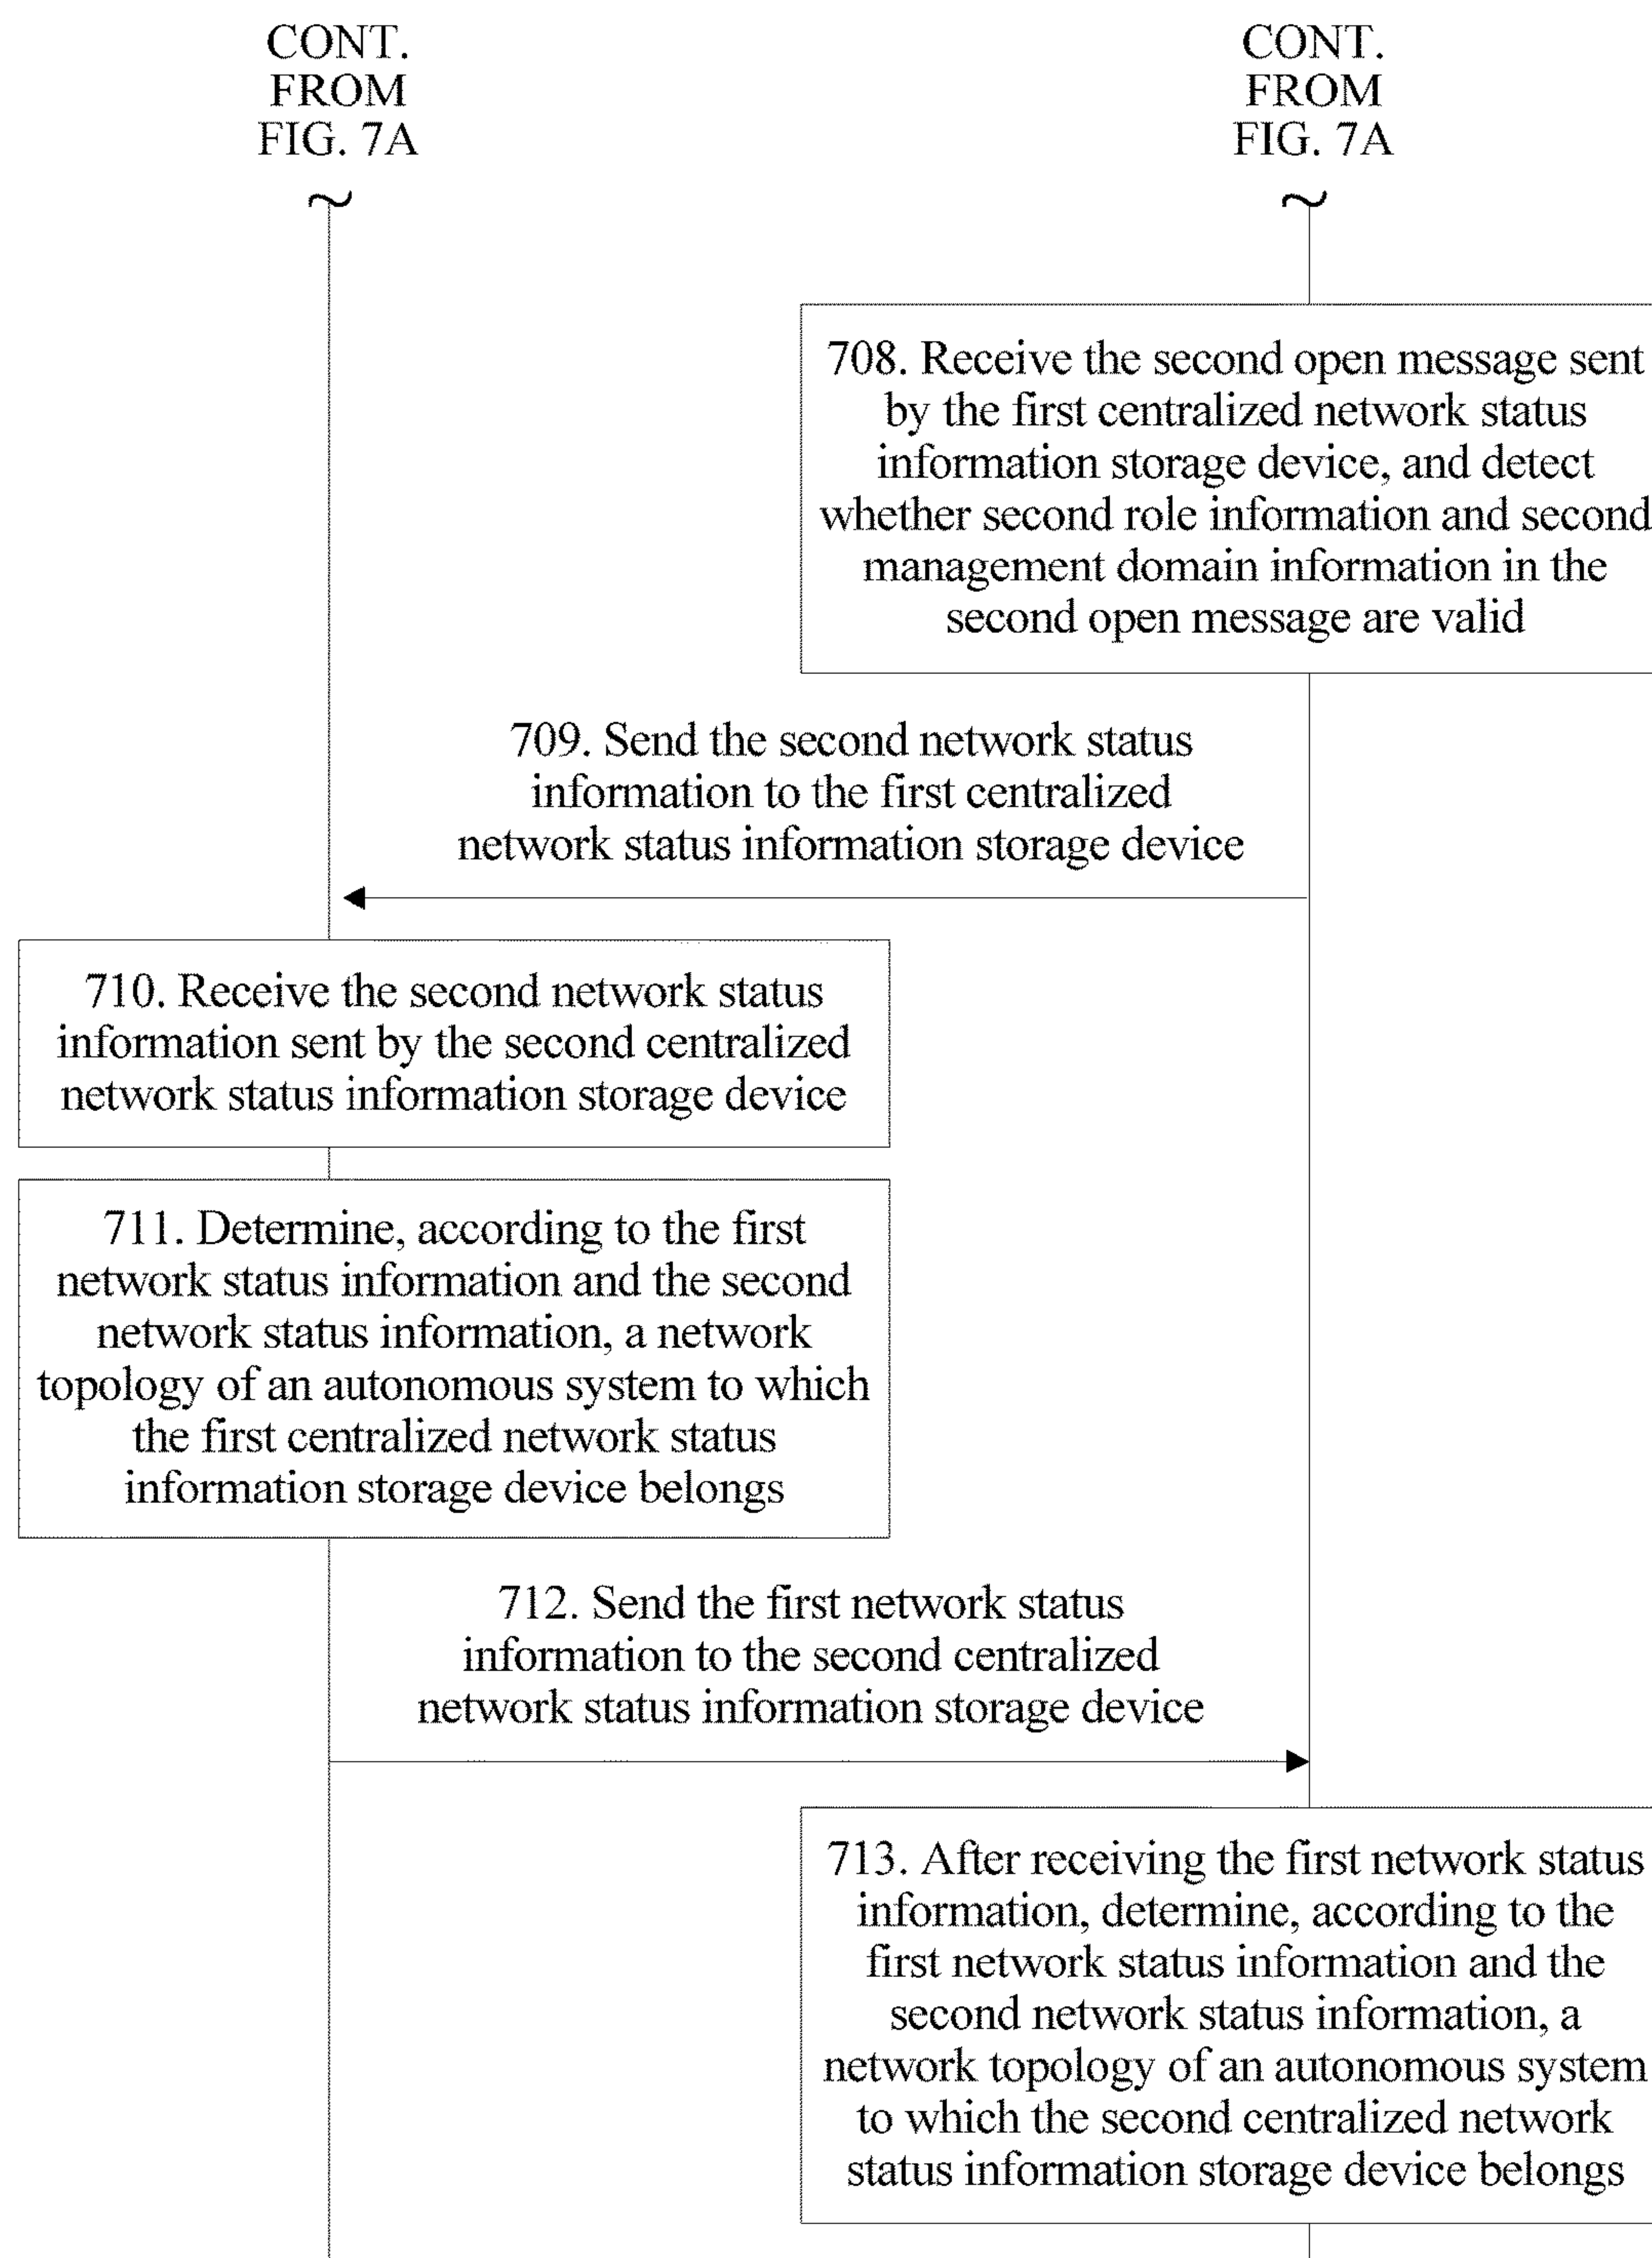 CONT.
FROM
FIG. 7A
CONT.
FROM
FIG. 7A
708. Receive the second open message sent
by the first centralized network status
information storage device, and detect
whether second role information and second
management domain information in the
second open message are valid
709. Send the second network status
information to the first centralized
network status information storage device
710. Receive the second network status
information sent by the second centralized
network status information storage device
711. Determine, according to the first
network status information and the second
network status information, a network
topology of an autonomous system to which
the first centralized network status
information storage device belongs
712. Send the first network status
information to the second centralized
network status information storage device
713. After receiving the first network status
information, determine, according to the
first network status information and the
second network status information, a
network topology of an autonomous system
to which the second centralized network
status information storage device belongs